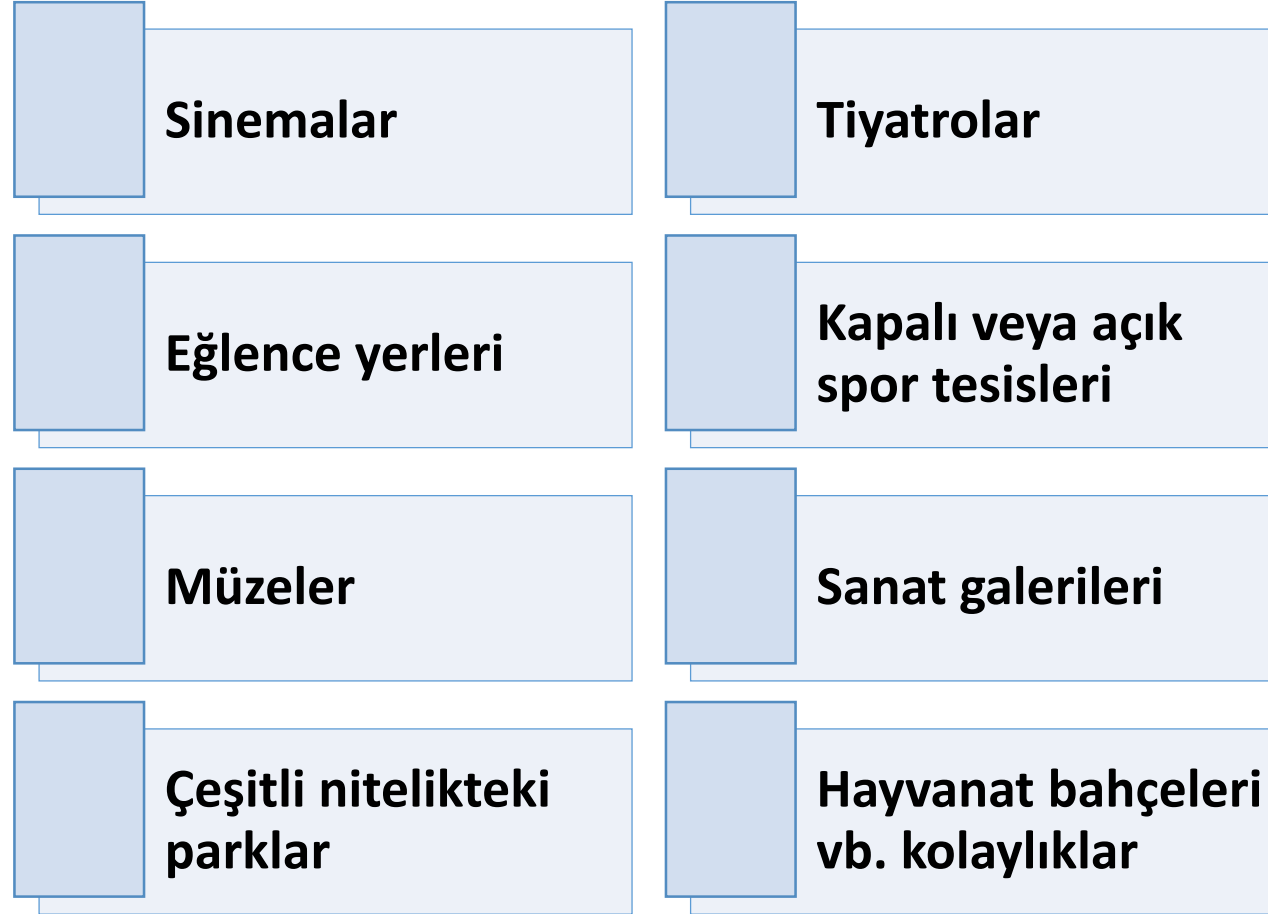 Sinemalar
Tiyatrolar
Eğlence yerleri
Kapalı veya açık
spor tesisleri
Müzeler
Sanat galerileri
Çeşitli nitelikteki
parklar
Hayvanat bahçeleri
vb. kolaylıklar